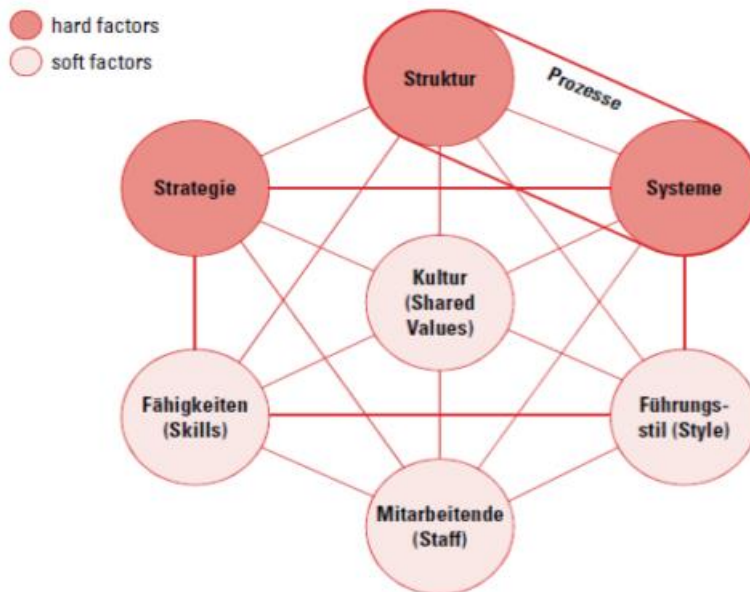 hard factors
soft factors
Struktur
Prozesse
Strategie
Systeme
Kultur
(Shared
Values)
Fähigkeiten
(Skills)
Führungs-
stil (Style)
Mitarbeitende
(Staff)